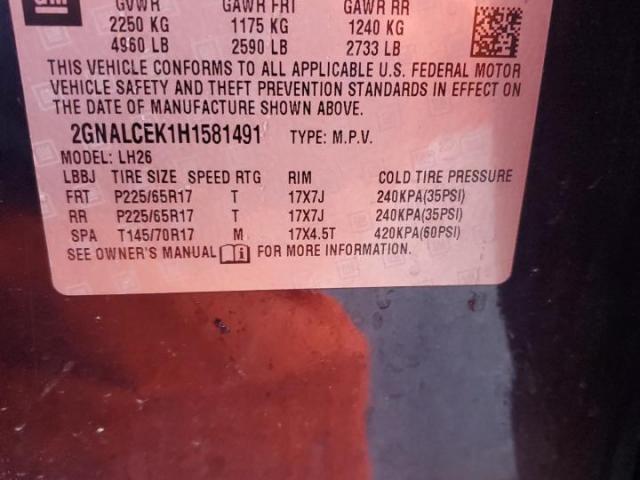 GM GVWR GAWR FRT GAWR RR
2250 KG 1175 KG 1240 KG
4960 LB 2590 LB 2733 LB
THIS VEHICLE CONFORMS TO ALL APPLICABLE U.S. FEDERAL MOTOR
VEHICLE SAFETY AND THEFT PREVENTION STANDARDS IN EFFECT ON
THE DATE OF MANUFACTURE SHOWN ABOVE.
2GNALCEK1H1581491 TYPE: M.P.V.
MODEL: LH26
LBBJ TIRE SIZE SPEED RTG RIM COLD TIRE PRESSURE
FRT P225/65R17 T 17X7J 240KPA(35PSI)
RR P225/65R17 T 17X7J 240KPA(35PSI)
SPA T145/70R17 M 17X4.5T 420KPA(60PSI)
SEE OWNER'S MANUAL i FOR MORE INFORMATION.